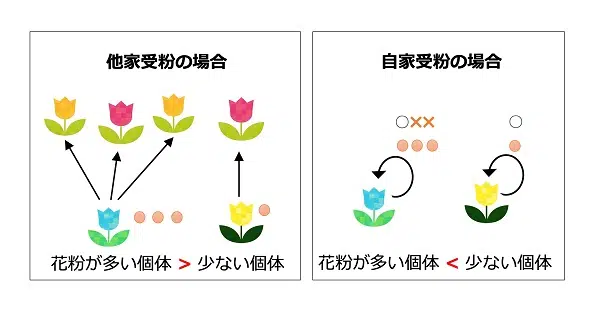 他家受粉の場合
花粉が多い個体 > 少ない個体
自家受粉の場合
○××
花粉が多い個体 < 少ない個体